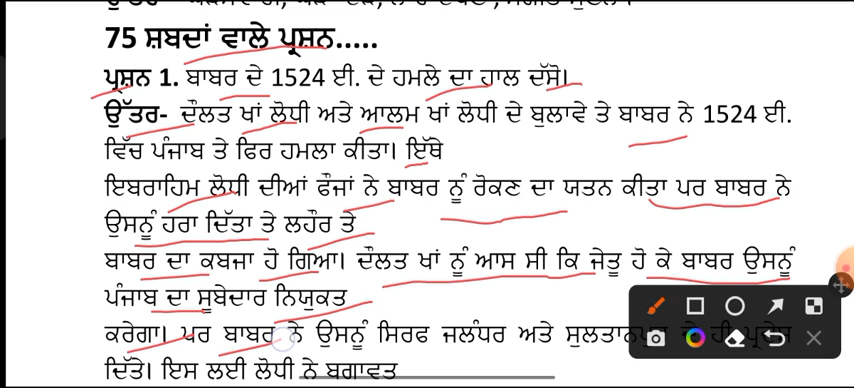 75 ਸ਼ਬਦਾਂ ਵਾਲੇ ਪ੍ਰਸ਼ਨ.....
ਪ੍ਰਸ਼ਨ 1. ਬਾਬਰ ਦੇ 1524 ਈ. ਦੇ ਹਮਲੇ ਦਾ ਹਾਲ ਦੱਸੋ।
ਉੱਤਰ- ਦੌਲਤ ਖਾਂ ਲੋਧੀ ਅਤੇ ਆਲਮ ਖਾਂ ਲੋਧੀ ਦੇ ਬੁਲਾਵੇ ਤੇ ਬਾਬਰ ਨੇ 1524 ਈ.
ਵਿੱਚ ਪੰਜਾਬ ਤੇ ਫਿਰ ਹਮਲਾ ਕੀਤਾ। ਇੱਥੇ
ਇਬਰਾਹਿਮ ਲੋਧੀ ਦੀਆਂ ਫੌਜਾਂ ਨੇ ਬਾਬਰ ਨੂੰ ਰੋਕਣ ਦਾ ਯਤਨ ਕੀਤਾ ਪਰ ਬਾਬਰ ਨੇ
ਉਸਨੂੰ ਹਰਾ ਦਿੱਤਾ ਤੇ ਲਹੌਰ ਤੇ
ਬਾਬਰ ਦਾ ਕਬਜਾ ਹੋ ਗਿਆ। ਦੌਲਤ ਖਾਂ ਨੂੰ ਆਸ ਸੀ ਕਿ ਜੇਤੂ ਹੋ ਕੇ ਬਾਬਰ ਉਸਨੂੰ
ਪੰਜਾਬ ਦਾ ਸੂਬੇਦਾਰ ਨਿਯੁਕਤ
ਕਰੇਗਾ। ਪਰ ਬਾਬਰ ਨੇ ਉਸਨੂੰ ਸਿਰਫ ਜਲੰਧਰ ਅਤੇ
ਦਿੱਤੇ। ਇਸ ਲਈ ਲੋਧੀ ਨੇ ਬਗਾਵਤ